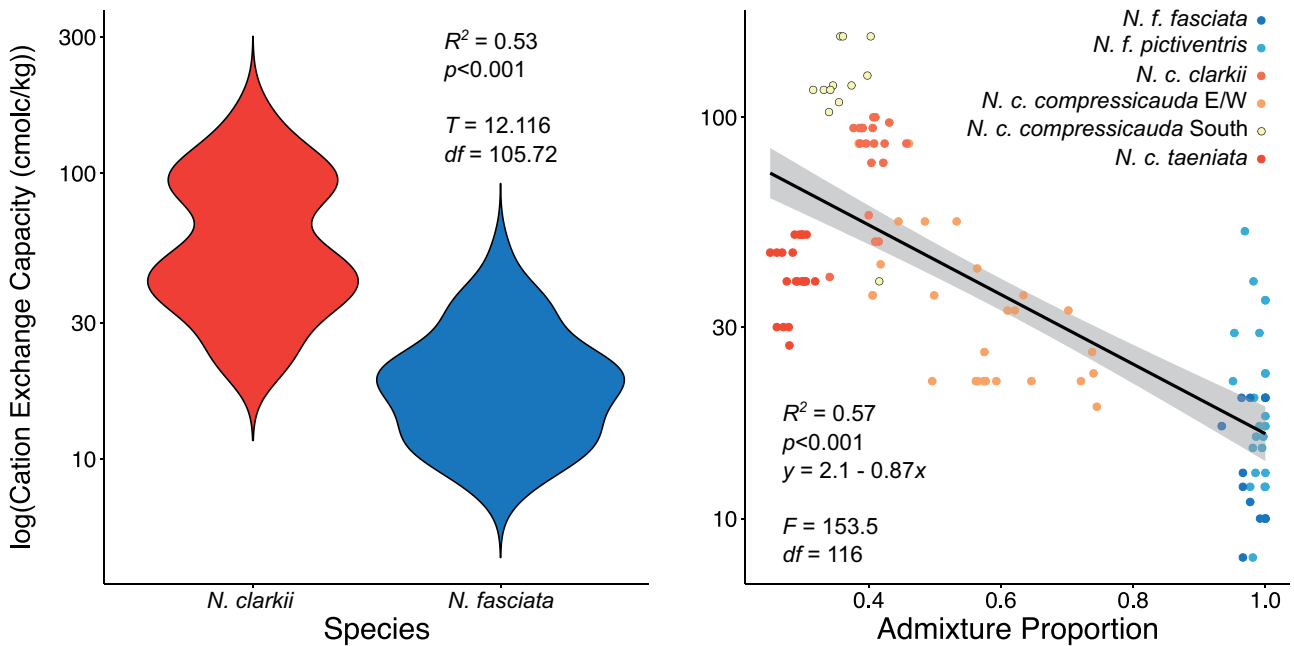 log(Cation Exchange Capacity (cmolc/kg))
300
100
30
10
R² = 0.53
p<0.001
T = 12.116
df = 105.72
N. clarkii
N. fasciata
Species
100
30
10
N. f. fasciata
N. f. pictiventris
N. c. clarkii
N. c. compressicauda E/W
N. c. compressicauda South
N. c. taeniata
R² = 0.57
p<0.001
y = 2.1 - 0.87x
F = 153.5
df = 116
0.4 0.6 0.8 1.0
Admixture Proportion